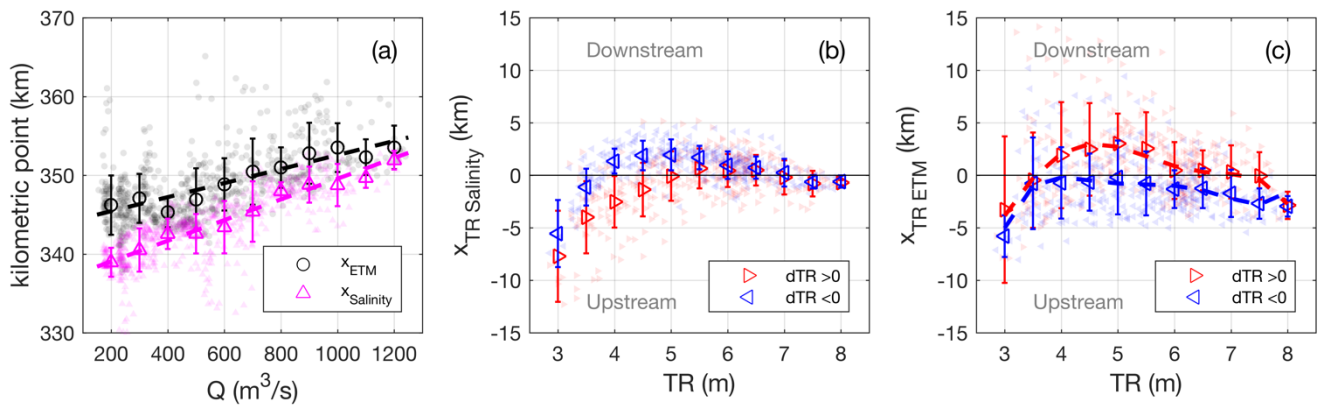 (a)
kilometric point (km)
370
360
350
340
330
200 400 600 800 1000 1200
Q (m³/s)
x_ETM
x_Salinity
(b)
Downstream
x_TR Salinity (km)
15
10
5
0
-5
-10
-15
Upstream
dTR >0
dTR <0
3 4 5 6 7 8
TR (m)
(c)
Downstream
x_TR ETM (km)
15
10
5
0
-5
-10
-15
Upstream
dTR >0
dTR <0
3 4 5 6 7 8
TR (m)